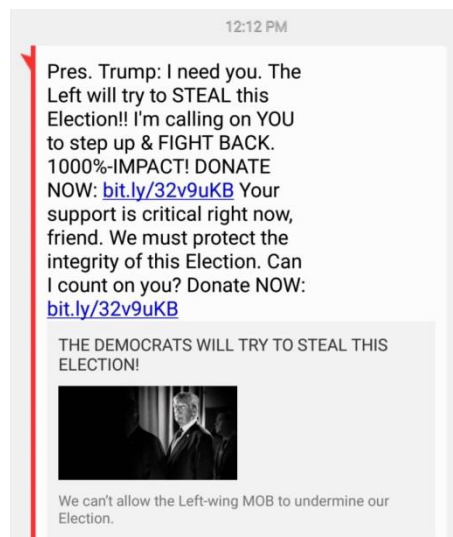 12:12 PM
Pres. Trump: I need you. The
Left will try to STEAL this
Election!! I'm calling on YOU
to step up & FIGHT BACK.
1000%-IMPACT! DONATE
NOW: bit.ly/32v9uKB Your
support is critical right now,
friend. We must protect the
integrity of this Election. Can
I count on you? Donate NOW:
bit.ly/32v9uKB
THE DEMOCRATS WILL TRY TO STEAL THIS
ELECTION!
We can't allow the Left-wing MOB to undermine our
Election.